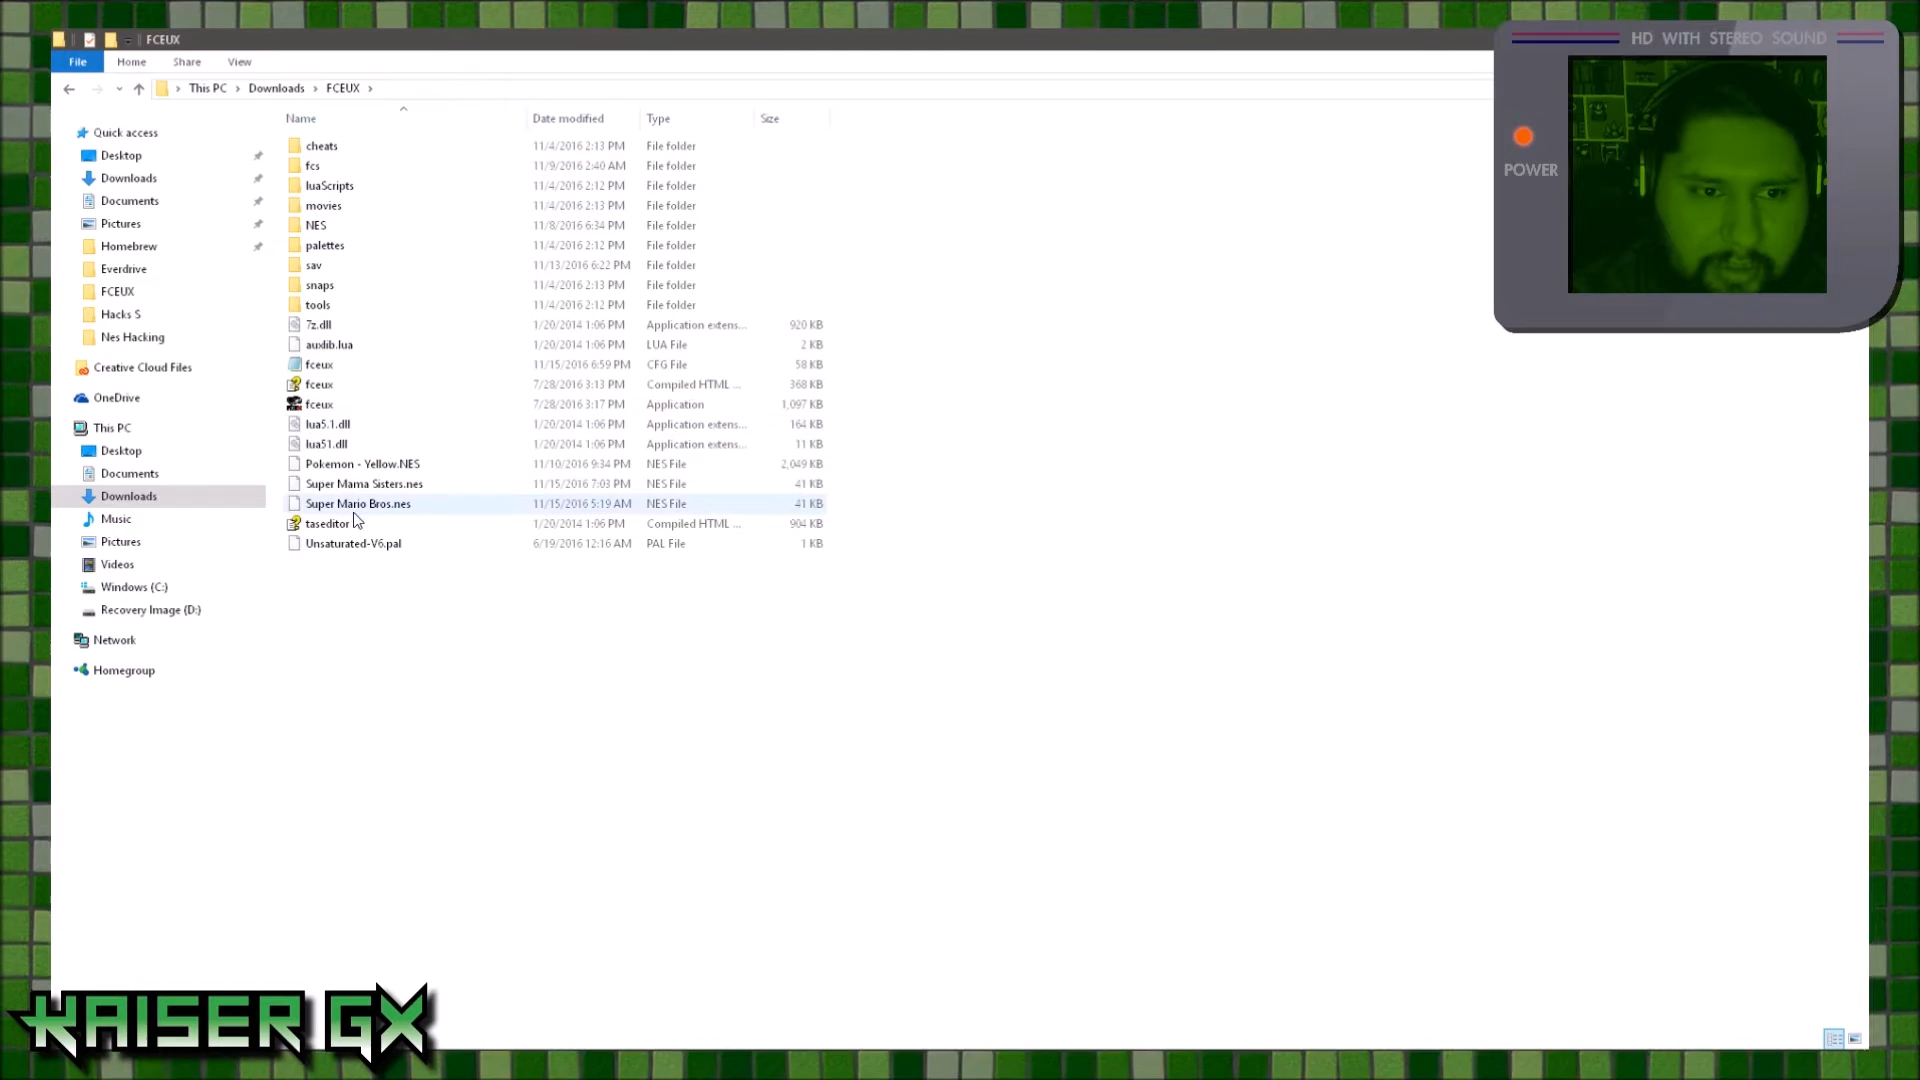 FCEUX
File Home Share View
This PC > Downloads > FCEUX >
Name Date modified Type Size
Quick access
Desktop
Downloads
Documents
Pictures
Homebrew
Everdrive
FCEUX
Hacks S
Nes Hacking
Creative Cloud Files
OneDrive
This PC
Desktop
Documents
Downloads
Music
Pictures
Videos
Windows (C:)
Recovery Image (D:)
Network
Homegroup
cheats 11/4/2016 2:13 PM File folder
fcs 11/9/2016 2:40 AM File folder
luaScripts 11/4/2016 2:12 PM File folder
movies 11/4/2016 2:13 PM File folder
NES 11/8/2016 6:34 PM File folder
palettes 11/4/2016 2:12 PM File folder
sav 11/13/2016 6:22 PM File folder
snaps 11/4/2016 2:13 PM File folder
tools 11/4/2016 2:12 PM File folder
7z.dll 1/20/2014 1:06 PM Application extens... 920 KB
auxlib.lua 1/20/2014 1:06 PM LUA File 2 KB
fceux 11/15/2016 6:59 PM CFG File 58 KB
fceux 7/28/2016 3:13 PM Compiled HTML ... 368 KB
fceux 7/28/2016 3:17 PM Application 1,097 KB
lua5.1.dll 1/20/2014 1:06 PM Application extens... 164 KB
lua51.dll 1/20/2014 1:06 PM Application extens... 11 KB
Pokemon - Yellow.NES 11/10/2016 9:34 PM NES File 2,049 KB
Super Mama Sisters.nes 11/15/2016 7:03 PM NES File 41 KB
Super Mario Bros.nes 11/15/2016 5:19 AM NES File 41 KB
taseditor 1/20/2014 1:06 PM Compiled HTML ... 904 KB
Unsaturated-V6.pal 6/19/2016 12:16 AM PAL File 1 KB
HD WITH STEREO SOUND
POWER
KAISER GX